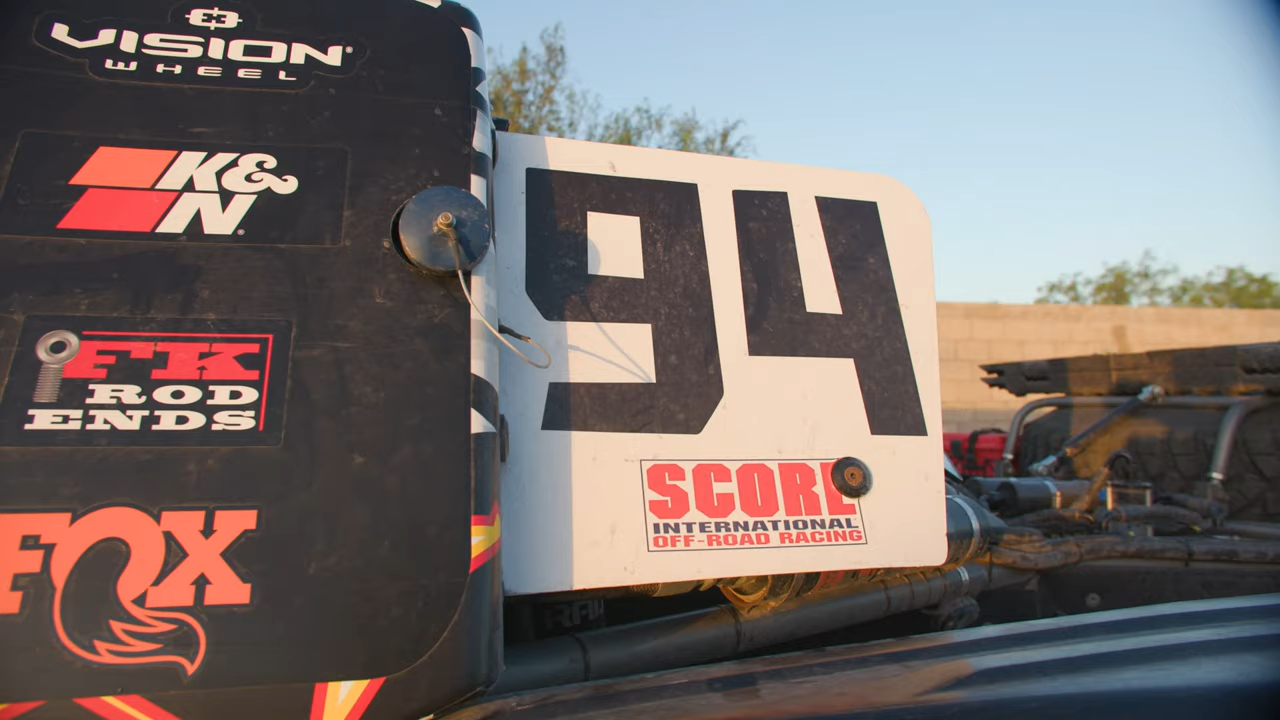 VISION
WHEEL
K&N
FK
ROD
ENDS
FOX
94
SCORE
INTERNATIONAL
OFF-ROAD RACING